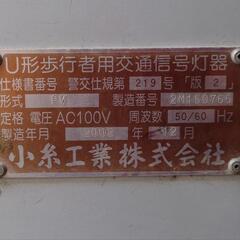 U形歩行者用交通信号灯器
仕様書番号 警交仕規 第 219 号 「版 2 」
形式 PV 製造番号
定格 電圧 AC100V 周波数 50/60 Hz
製造年月 2002 年 12 月
小糸工業株式会社